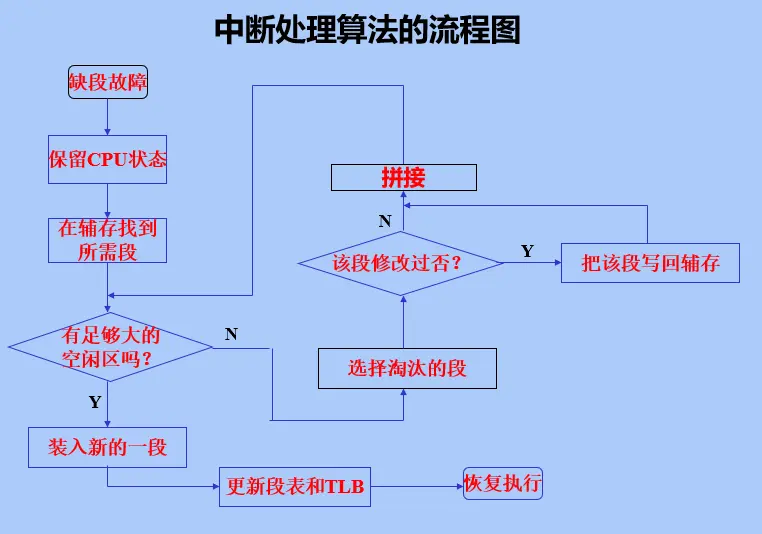 中断处理算法的流程图
缺段故障
保留CPU状态
在辅存找到
所需段
有足够大的
空闲区吗？
N
Y
装入新的一段
更新段表和TLB
恢复执行
选择淘汰的段
该段修改过否？
N
Y
把该段写回辅存
拼接